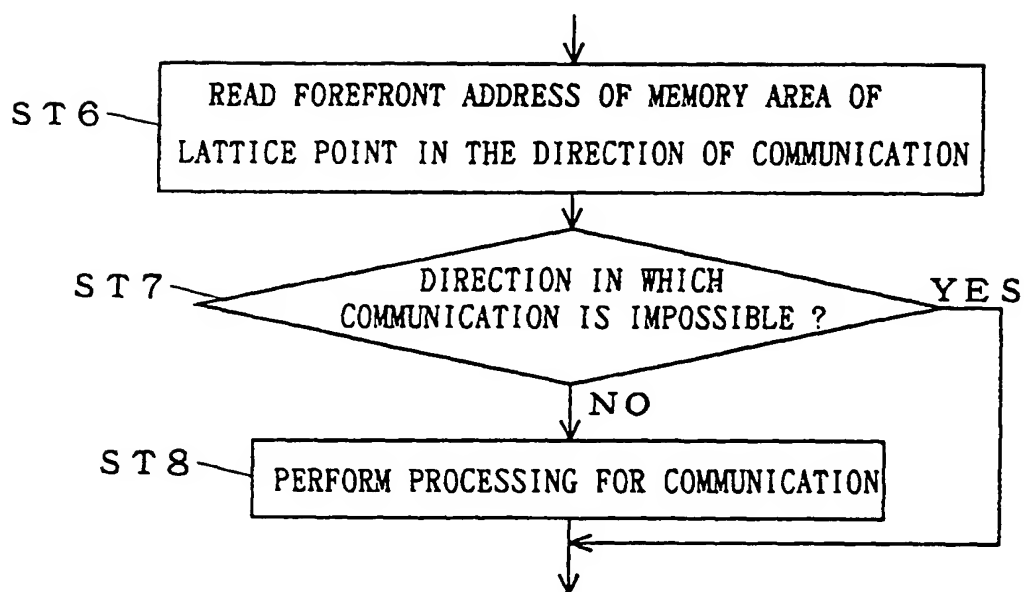 ST6
READ FOREFRONT ADDRESS OF MEMORY AREA OF
LATTICE POINT IN THE DIRECTION OF COMMUNICATION
ST7
DIRECTION IN WHICH
COMMUNICATION IS IMPOSSIBLE ?
YES
NO
ST8
PERFORM PROCESSING FOR COMMUNICATION